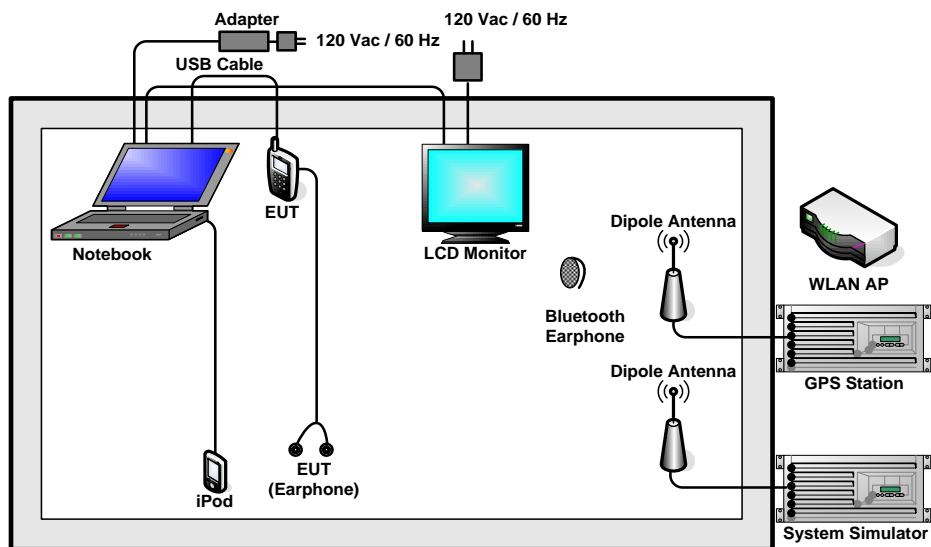 Adapter
120 Vac / 60 Hz
120 Vac / 60 Hz
USB Cable
EUT
Notebook
LCD Monitor
Dipole Antenna
WLAN AP
Bluetooth
Earphone
GPS Station
Dipole Antenna
EUT
(Earphone)
iPod
System Simulator